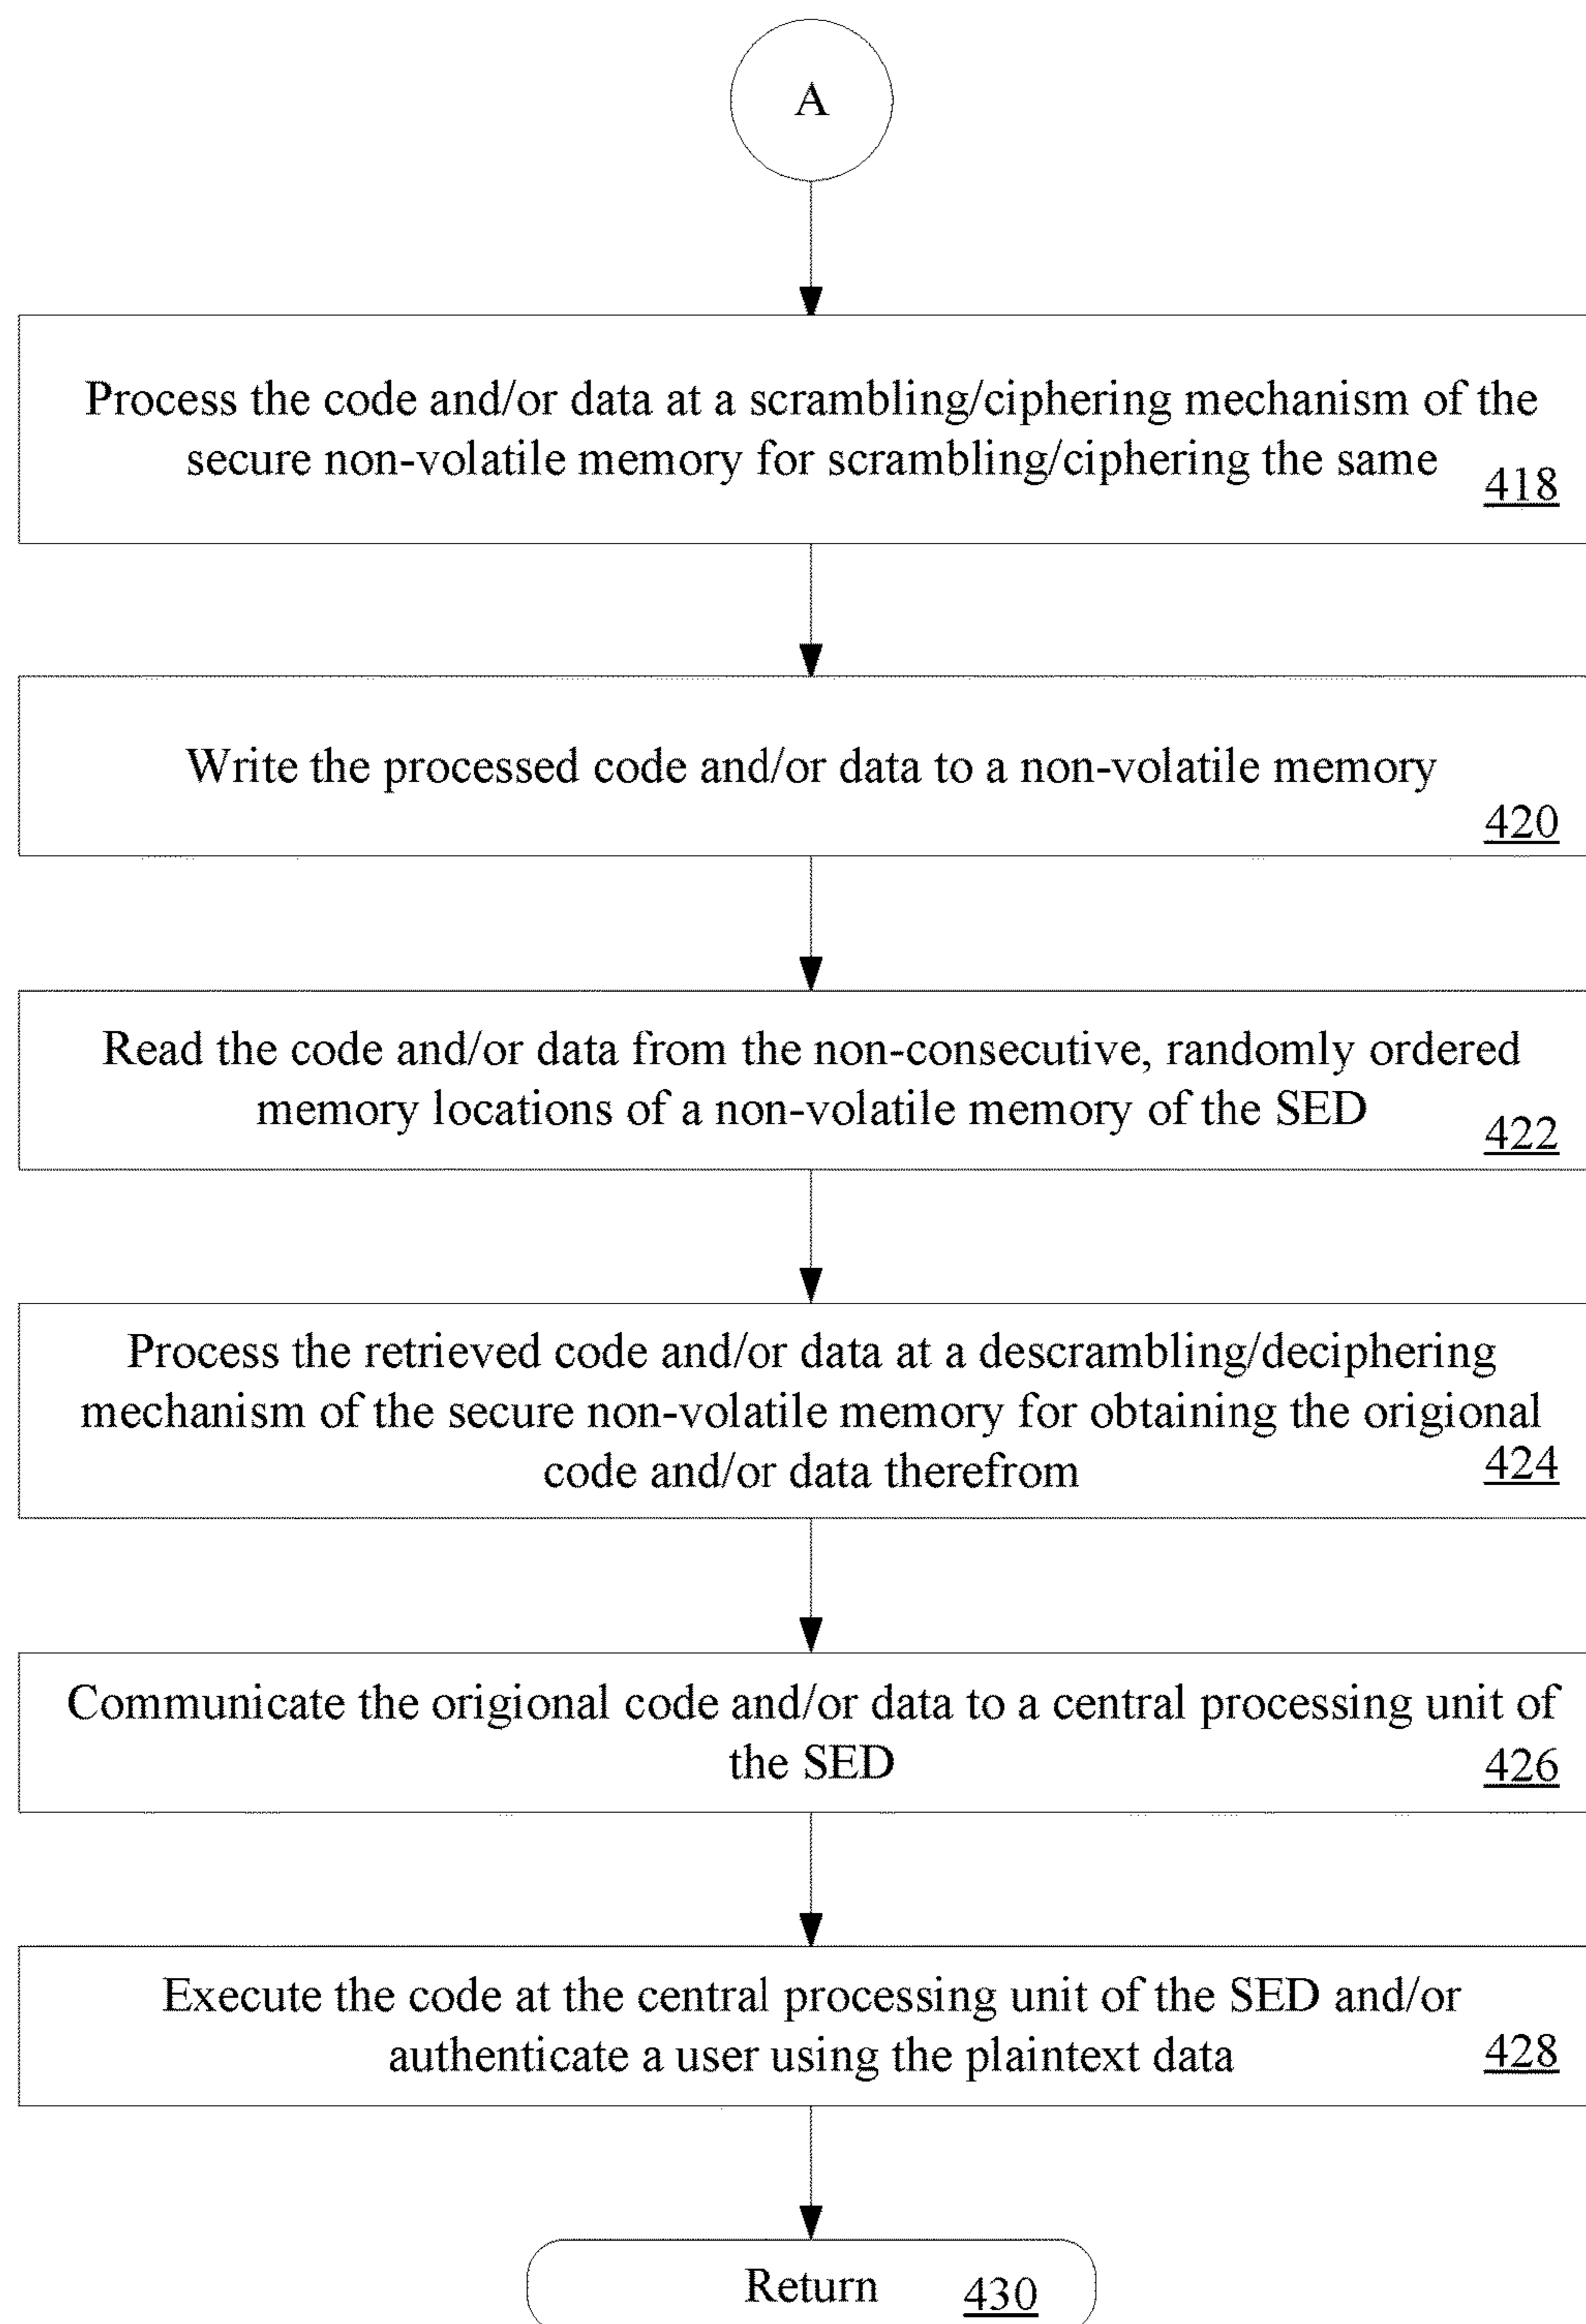 A
Process the code and/or data at a scrambling/ciphering mechanism of the
secure non-volatile memory for scrambling/ciphering the same
418
Write the processed code and/or data to a non-volatile memory
420
Read the code and/or data from the non-consecutive, randomly ordered
memory locations of a non-volatile memory of the SED
422
Process the retrieved code and/or data at a descrambling/deciphering
mechanism of the secure non-volatile memory for obtaining the origional
code and/or data therefrom
424
Communicate the origional code and/or data to a central processing unit of
the SED
426
Execute the code at the central processing unit of the SED and/or
authenticate a user using the plaintext data
428
Return 430